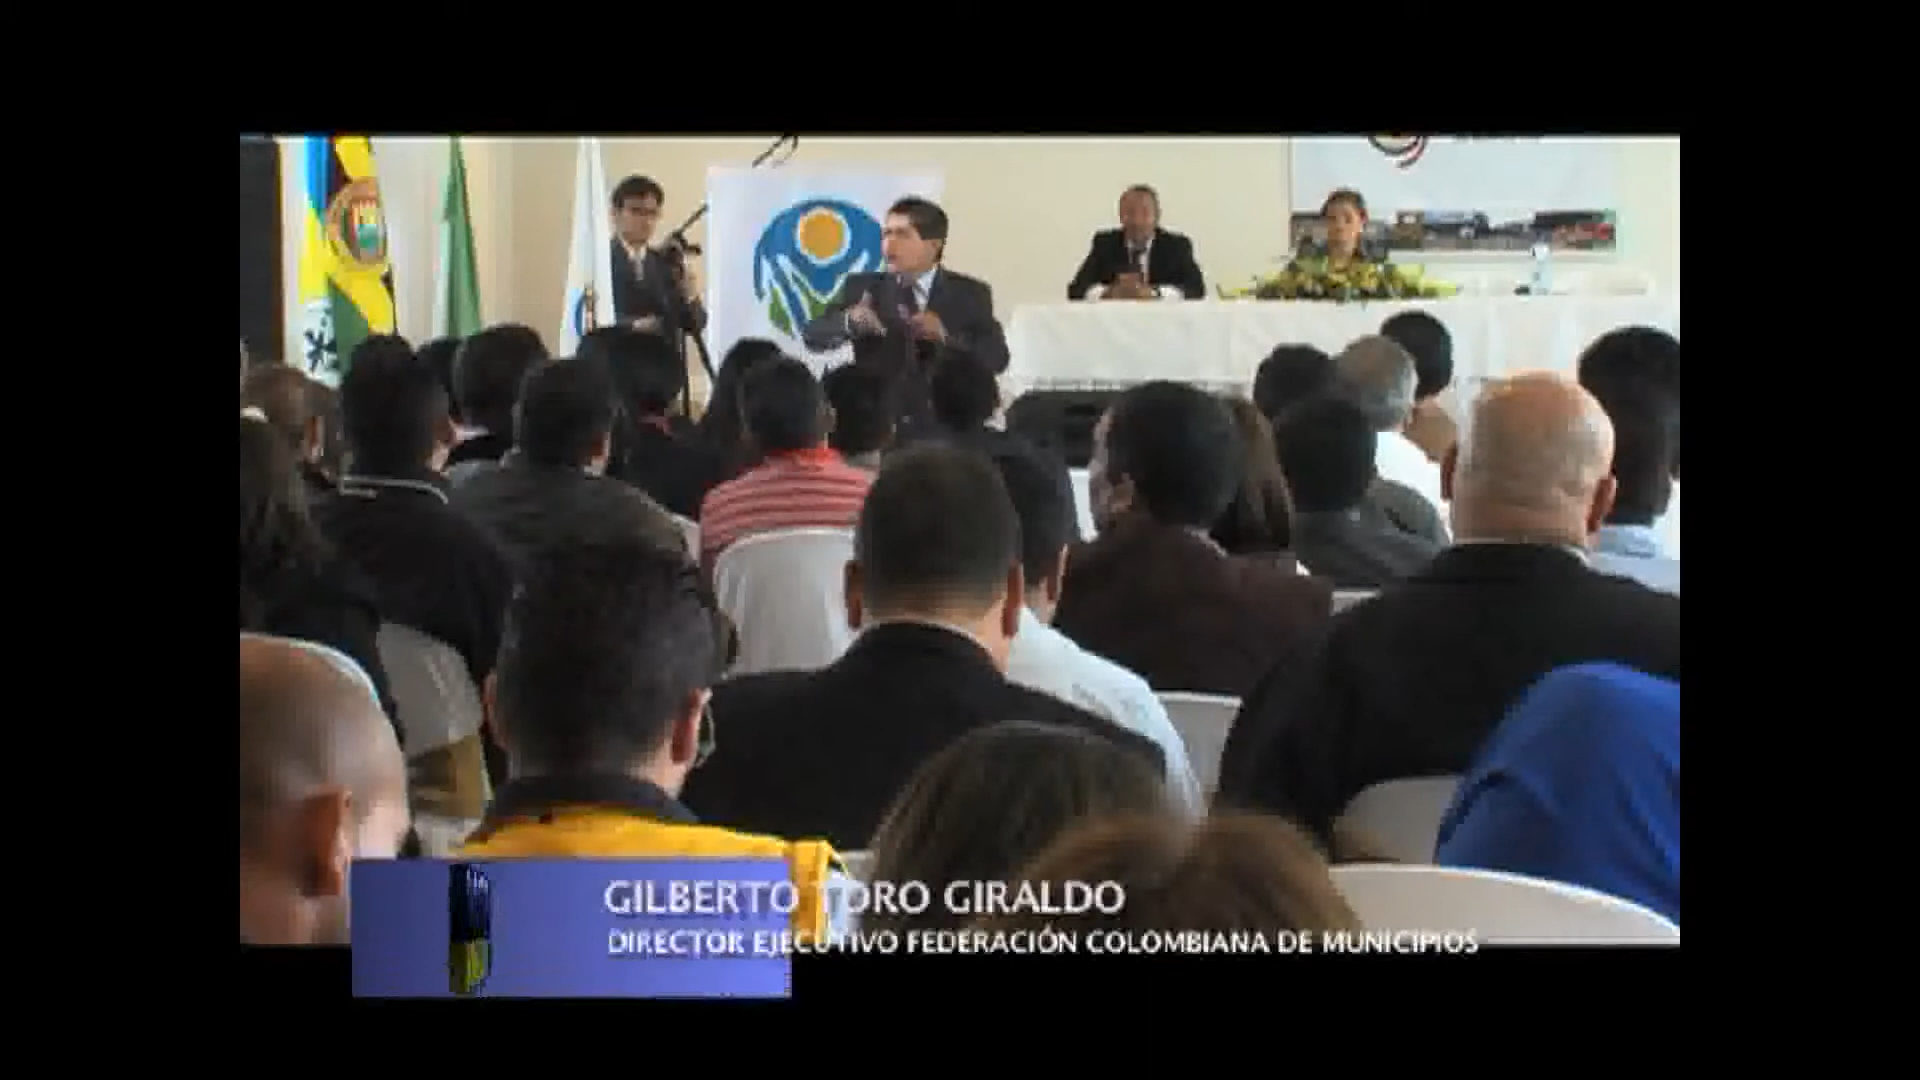 GILBERTO TORO GIRALDO
DIRECTOR EJECUTIVO FEDERACIÓN COLOMBIANA DE MUNICIPIOS